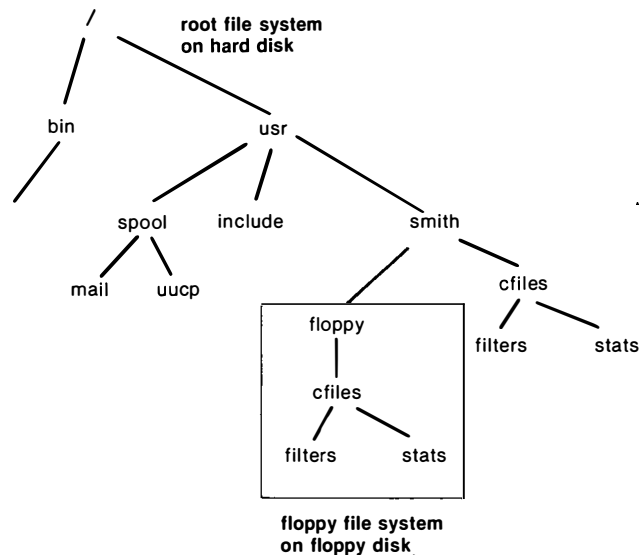 /
root file system
on hard disk
bin
usr
spool
include
smith
mail
uucp
cfiles
floppy
filters
stats
cfiles
filters
stats
floppy file system
on floppy disk